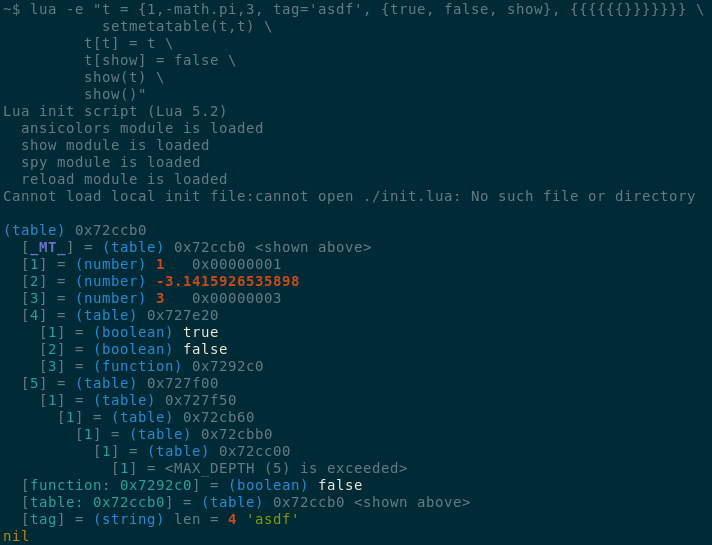 ~$ lua -e "t = {1,-math.pi,3, tag='asdf', {true, false, show}, {{{{{{}}}}}}} \
           setmetatable(t,t) \
         t[t] = t \
         t[show] = false \
         show(t) \
         show()"
Lua init script (Lua 5.2)
  ansicolors module is loaded
  show module is loaded
  spy module is loaded
  reload module is loaded
Cannot load local init file:cannot open ./init.lua: No such file or directory

(table) 0x72ccb0
  [_MT_] = (table) 0x72ccb0 <shown above>
  [1] = (number) 1   0x00000001
  [2] = (number) -3.1415926535898
  [3] = (number) 3   0x00000003
  [4] = (table) 0x727e20
    [1] = (boolean) true
    [2] = (boolean) false
    [3] = (function) 0x7292c0
  [5] = (table) 0x727f00
    [1] = (table) 0x727f50
      [1] = (table) 0x72cb60
        [1] = (table) 0x72cbb0
          [1] = (table) 0x72cc00
            [1] = <MAX_DEPTH (5) is exceeded>
  [function: 0x7292c0] = (boolean) false
  [table: 0x72ccb0] = (table) 0x72ccb0 <shown above>
  [tag] = (string) len = 4 'asdf'
nil